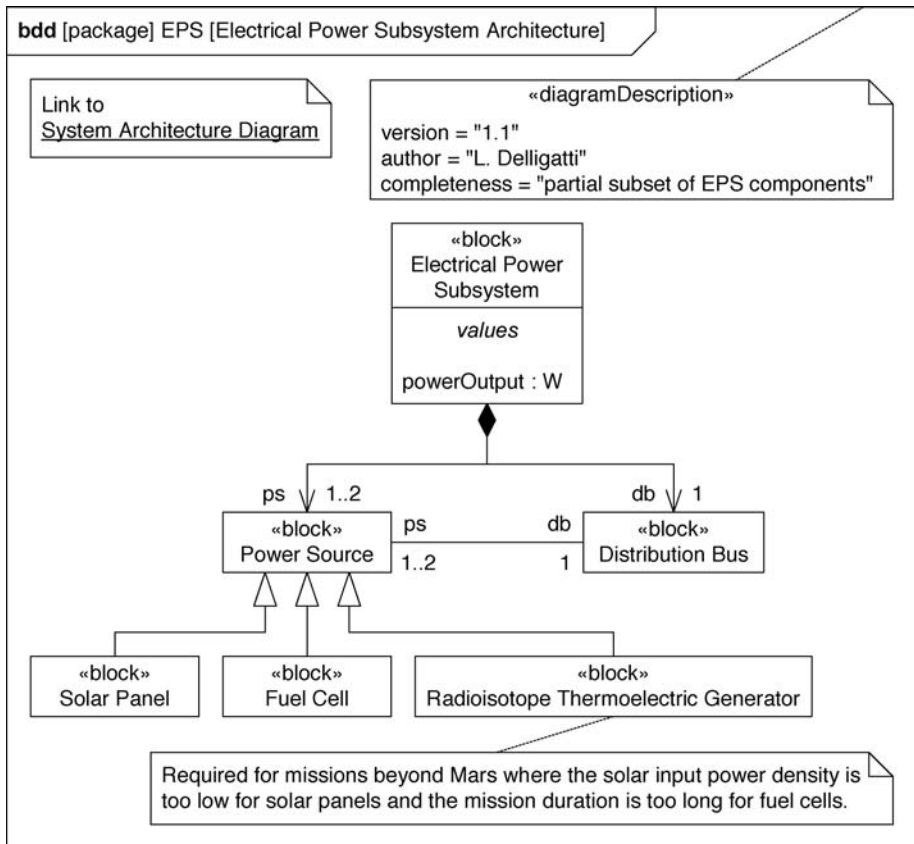 bdd [package] EPS [Electrical Power Subsystem Architecture]
Link to
System Architecture Diagram
«diagramDescription»
version = "1.1"
author = "L. Delligatti"
completeness = "partial subset of EPS components"
«block»
Electrical Power
Subsystem
values
powerOutput : W
ps 1..2
db 1
«block»
Power Source
ps
1..2
db
1
«block»
Distribution Bus
«block»
Solar Panel
«block»
Fuel Cell
«block»
Radioisotope Thermoelectric Generator
Required for missions beyond Mars where the solar input power density is
too low for solar panels and the mission duration is too long for fuel cells.